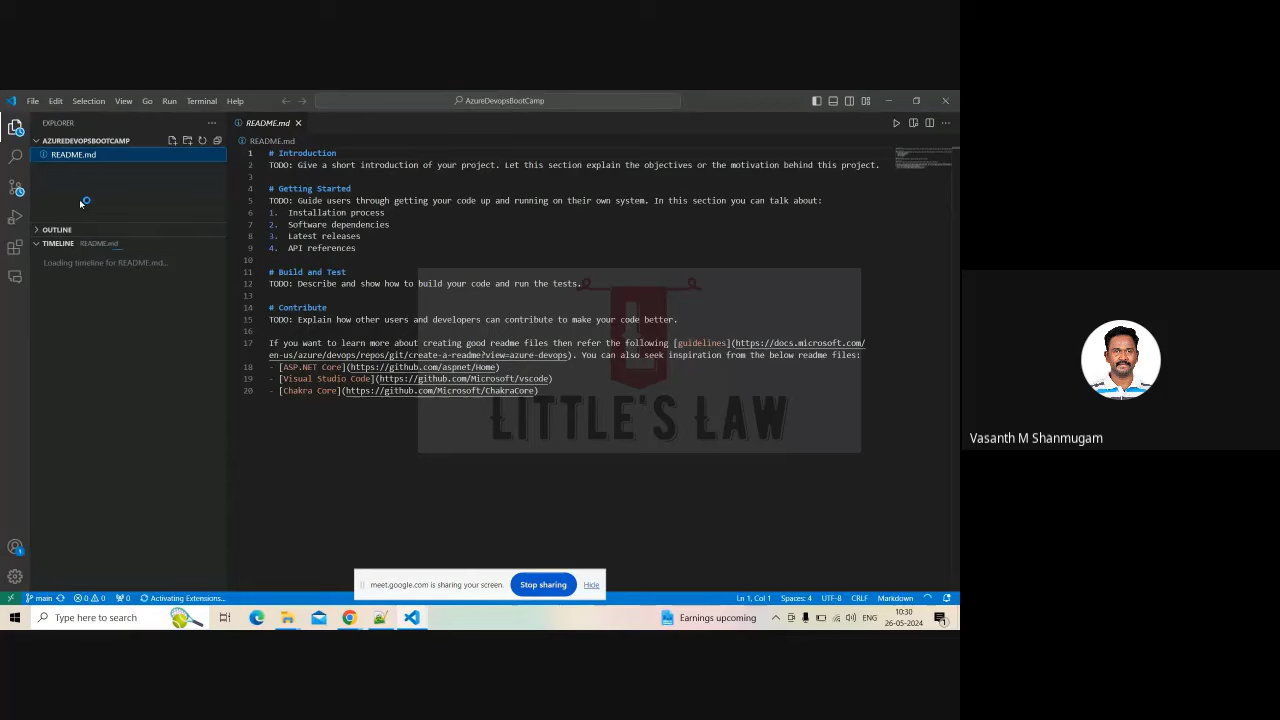 File Edit Selection View Go Run Terminal Help
AzureDevopsBootCamp
EXPLORER
AZUREDEVOPSBOOTCAMP
README.md
OUTLINE
TIMELINE README.md
Loading timeline for README.md...
README.md
README.md
1 # Introduction
2 TODO: Give a short introduction of your project. Let this section explain the objectives or the motivation behind this project.
3
4 # Getting Started
5 TODO: Guide users through getting your code up and running on their own system. In this section you can talk about:
6 1. Installation process
7 2. Software dependencies
8 3. Latest releases
9 4. API references
10
11 # Build and Test
12 TODO: Describe and show how to build your code and run the tests.
13
14 # Contribute
15 TODO: Explain how other users and developers can contribute to make your code better.
16
17 If you want to learn more about creating good readme files then refer the following [guidelines](https://docs.microsoft.com/
en-us/azure/devops/repos/git/create-a-readme?view=azure-devops). You can also seek inspiration from the below readme files:
18 - [ASP.NET Core](https://github.com/aspnet/Home)
19 - [Visual Studio Code](https://github.com/Microsoft/vscode)
20 - [Chakra Core](https://github.com/Microsoft/ChakraCore)
LITTLE'S LAW
Vasanth M Shanmugam
meet.google.com is sharing your screen. Stop sharing Hide
main 0 0 0 Activating Extensions... Ln 1, Col 1 Spaces: 4 UTF-8 CRLF Markdown
Type here to search Earnings upcoming ENG 10:30
26-05-2024